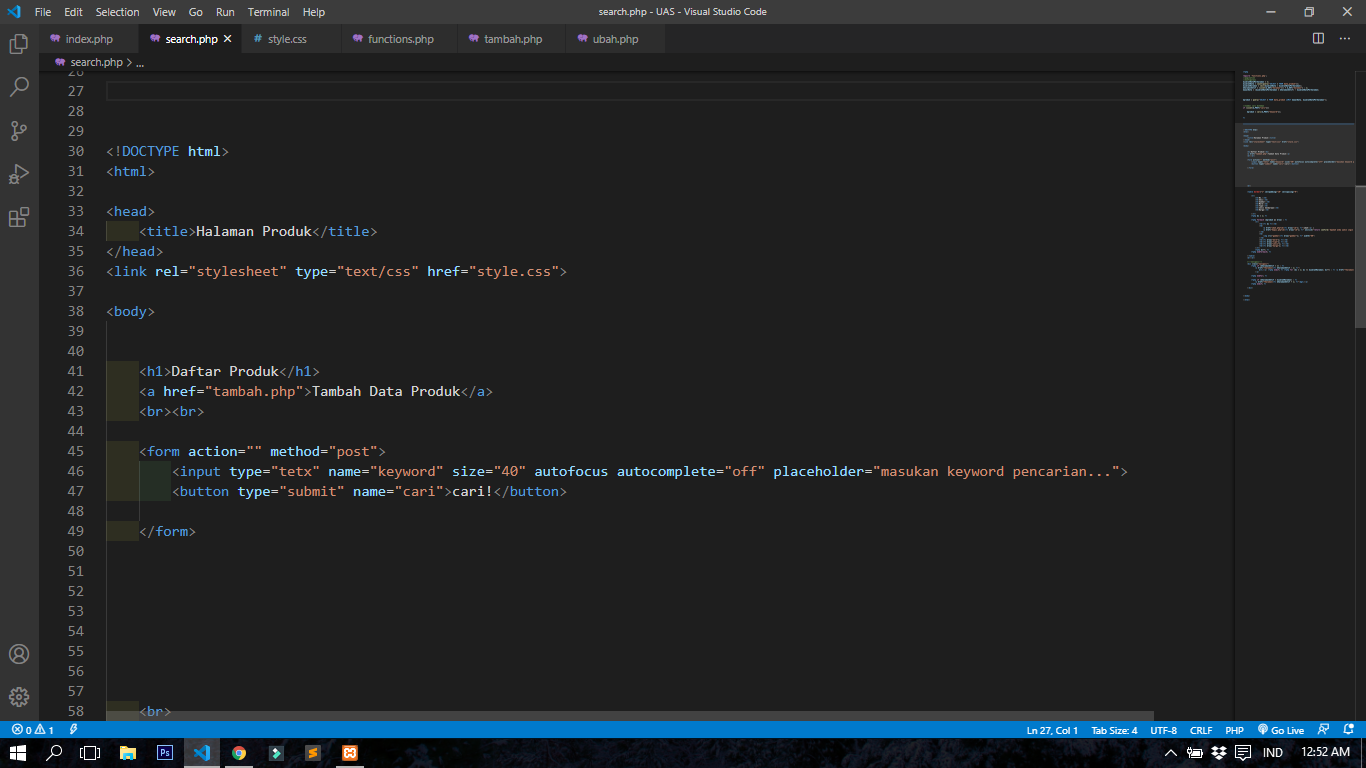 File Edit Selection View Go Run Terminal Help search.php - UAS - Visual Studio Code
index.php search.php style.css functions.php tambah.php ubah.php
search.php > ...
26
27
28
29
30 <!DOCTYPE html>
31 <html>
32
33 <head>
34 <title>Halaman Produk</title>
35 </head>
36 <link rel="stylesheet" type="text/css" href="style.css">
37
38 <body>
39
40
41 <h1>Daftar Produk</h1>
42 <a href="tambah.php">Tambah Data Produk</a>
43 <br><br>
44
45 <form action="" method="post">
46 <input type="tetx" name="keyword" size="40" autofocus autocomplete="off" placeholder="masukan keyword pencarian...">
47 <button type="submit" name="cari">cari!</button>
48
49 </form>
50
51
52
53
54
55
56
57
58 <br>
0 1 Ln 27, Col 1 Tab Size: 4 UTF-8 CRLF PHP Go Live
Ps IND 12:52 AM